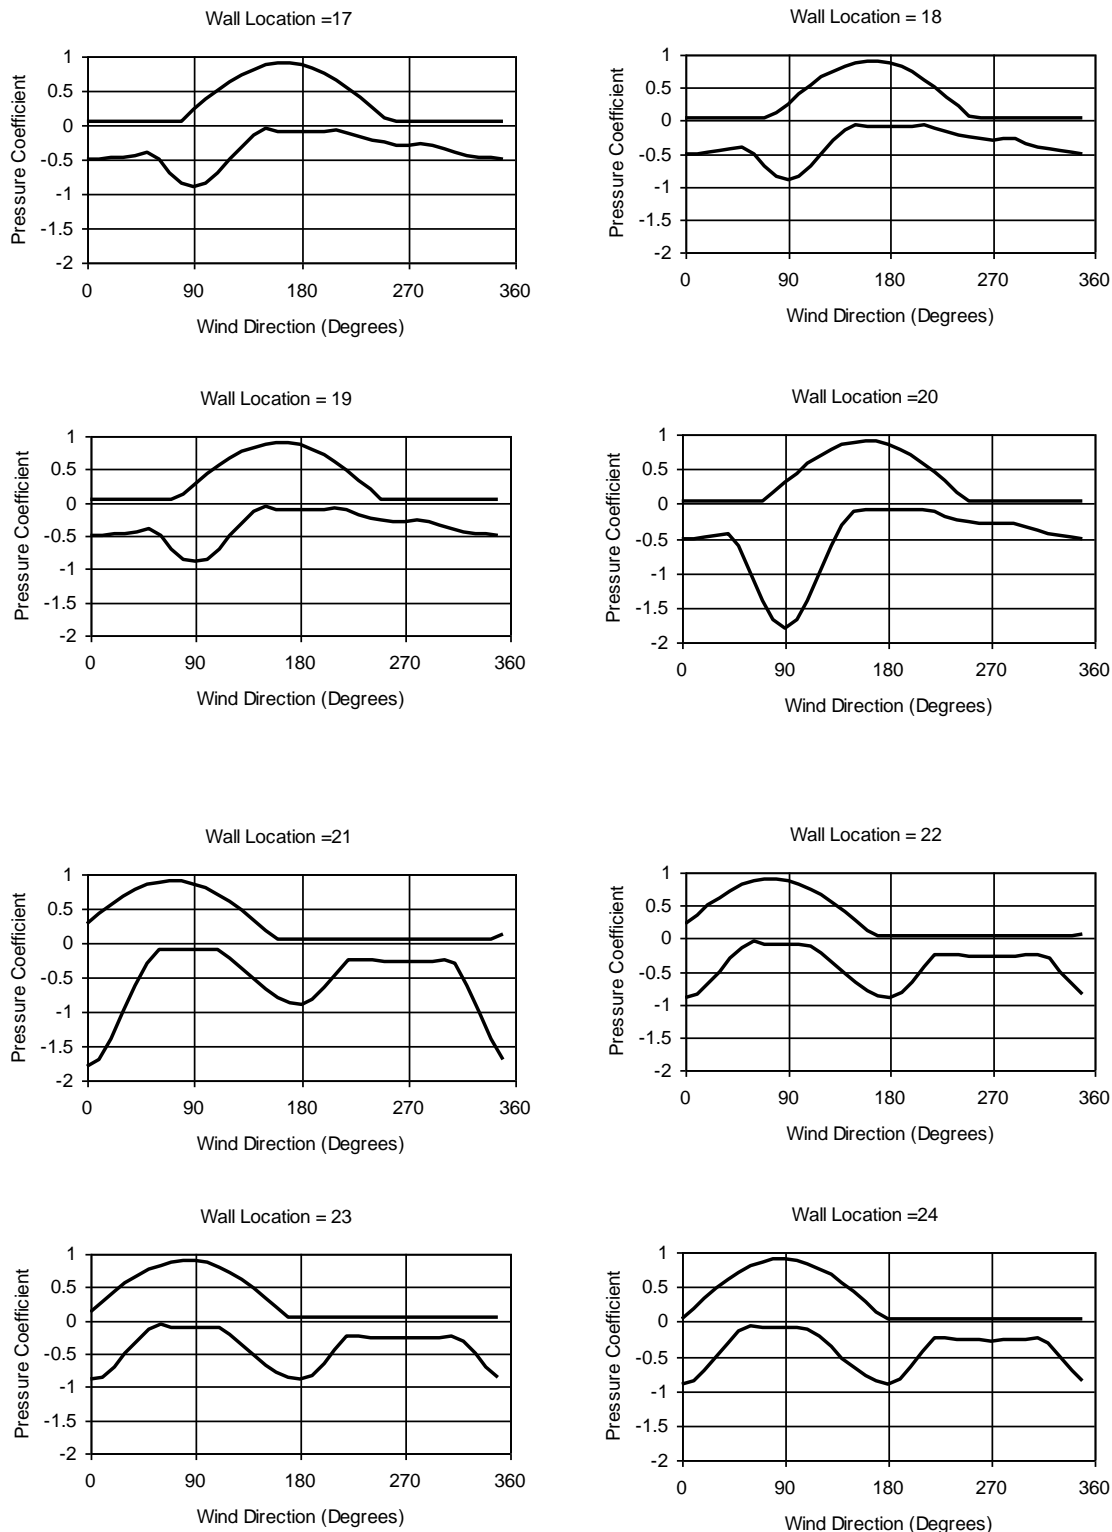 Wall Location =17
1
0.5
0
-0.5
-1
-1.5
-2
Pressure Coefficient
0 90 180 270 360
Wind Direction (Degrees)
Wall Location = 18
1
0.5
0
-0.5
-1
-1.5
-2
Pressure Coefficient
0 90 180 270 360
Wind Direction (Degrees)
Wall Location = 19
1
0.5
0
-0.5
-1
-1.5
-2
Pressure Coefficient
0 90 180 270 360
Wind Direction (Degrees)
Wall Location =20
1
0.5
0
-0.5
-1
-1.5
-2
Pressure Coefficient
0 90 180 270 360
Wind Direction (Degrees)
Wall Location =21
1
0.5
0
-0.5
-1
-1.5
-2
Pressure Coefficient
0 90 180 270 360
Wind Direction (Degrees)
Wall Location = 22
1
0.5
0
-0.5
-1
-1.5
-2
Pressure Coefficient
0 90 180 270 360
Wind Direction (Degrees)
Wall Location = 23
1
0.5
0
-0.5
-1
-1.5
-2
Pressure Coefficient
0 90 180 270 360
Wind Direction (Degrees)
Wall Location =24
1
0.5
0
-0.5
-1
-1.5
-2
Pressure Coefficient
0 90 180 270 360
Wind Direction (Degrees)